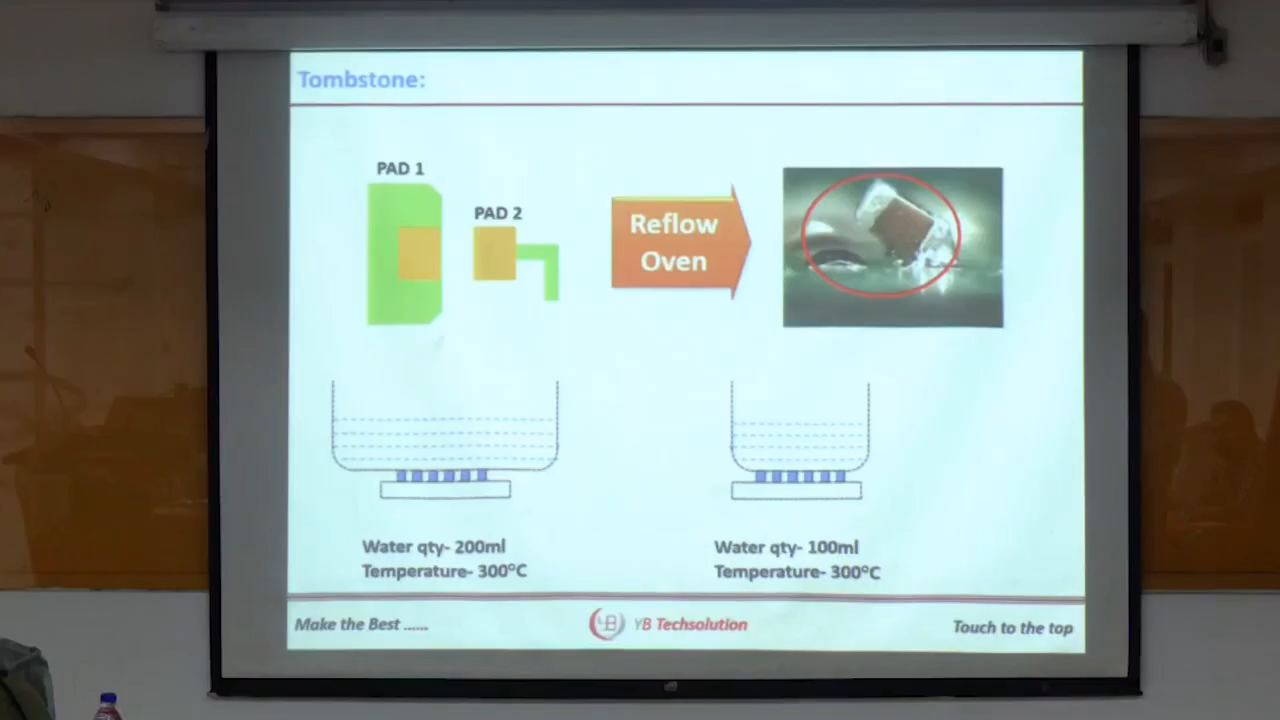 Tombstone:
PAD 1
PAD 2
Reflow
Oven
Water qty- 200ml
Temperature- 300°C
Water qty- 100ml
Temperature- 300°C
Make the Best ......
YB
YB Techsolution
Touch to the top